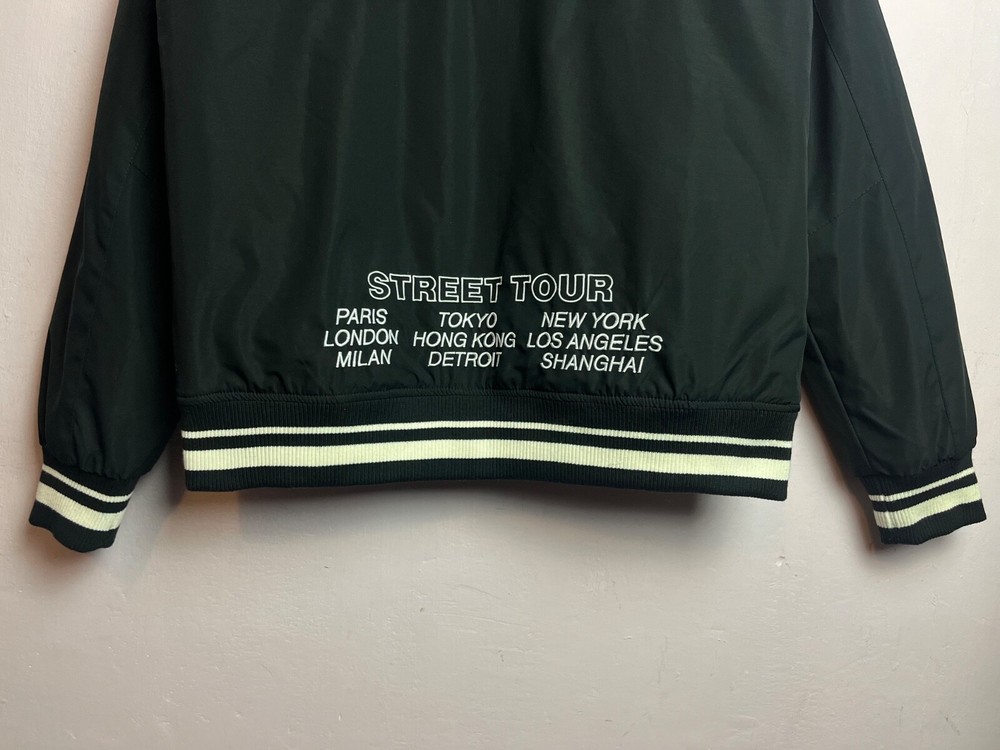 STREET TOUR
PARIS TOKYO NEW YORK
LONDON HONG KONG LOS ANGELES
MILAN DETROIT SHANGHAI